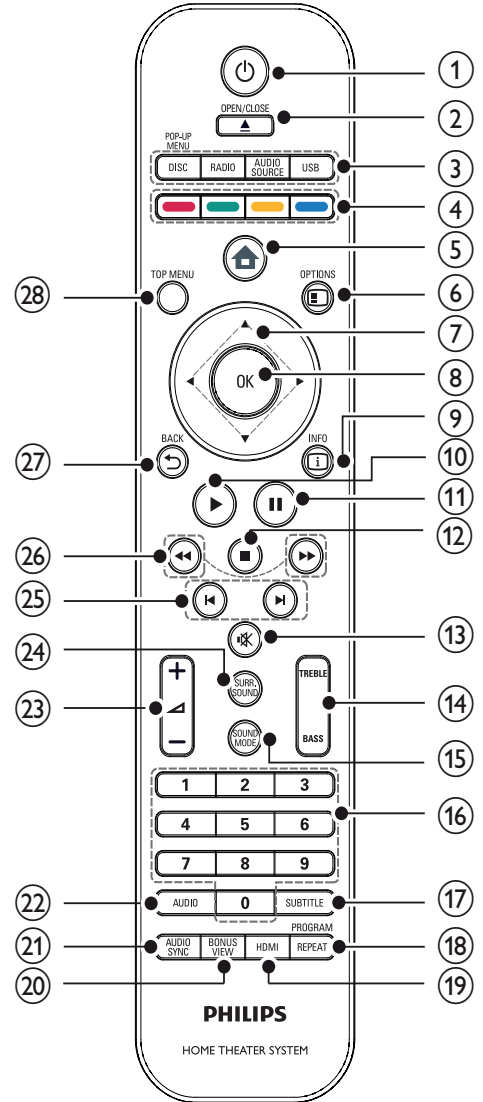 1
OPEN/CLOSE
2
POP-UP
MENU
DISC
RADIO
AUDIO
SOURCE
USB
3
4
5
TOP MENU
28
OPTIONS
6
7
OK
8
9
BACK
27
INFO
i
10
11
12
26
25
13
24
SURR.
SOUND
+
TREBLE
23
14
SOUND
MODE
−
BASS
15
1 2 3
16
4 5 6
7 8 9
22
AUDIO
0
SUBTITLE
17
PROGRAM
21
AUDIO
SYNC
BONUS
VIEW
HDMI
REPEAT
18
20
19
PHILIPS
HOME THEATER SYSTEM